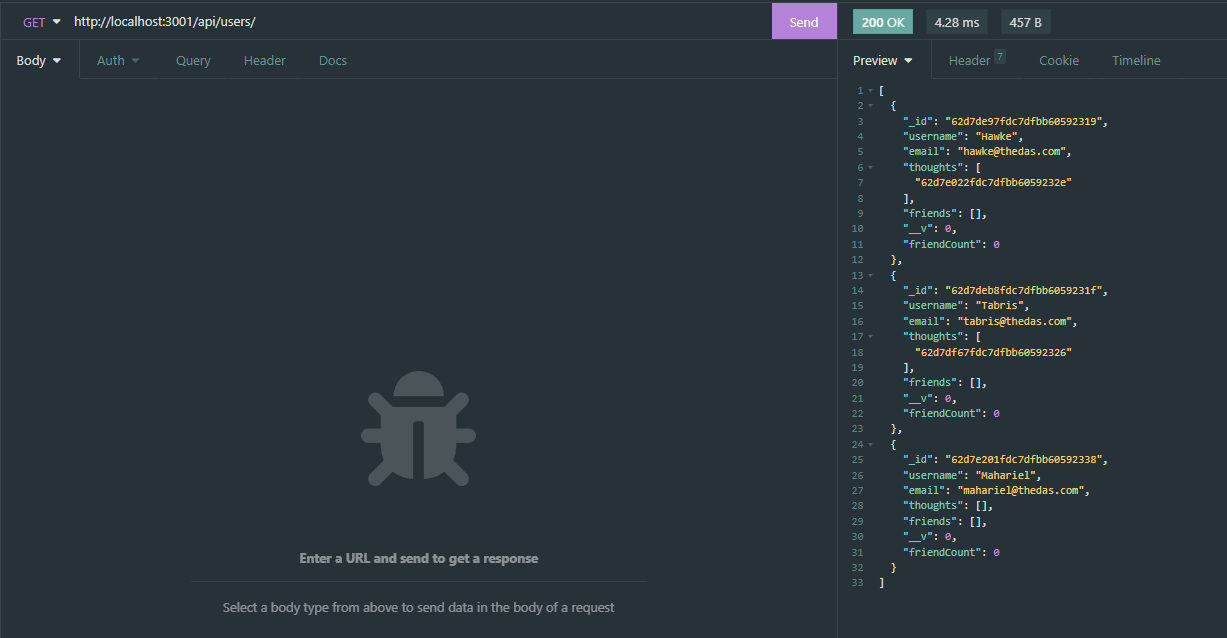 GET http://localhost:3001/api/users/ Send 200 OK 4.28 ms 457 B
Body Auth Query Header Docs Preview Header 7 Cookie Timeline
1 [
2 {
3 "_id": "62d7de97fdc7dfbb60592319",
4 "username": "Hawke",
5 "email": "hawke@thedas.com",
6 "thoughts": [
7 "62d7e022fdc7dfbb6059232e"
8 ],
9 "friends": [],
10 "__v": 0,
11 "friendCount": 0
12 },
13 {
14 "_id": "62d7deb8fdc7dfbb6059231f",
15 "username": "Tabris",
16 "email": "tabris@thedas.com",
17 "thoughts": [
18 "62d7df67fdc7dfbb60592326"
19 ],
20 "friends": [],
21 "__v": 0,
22 "friendCount": 0
23 },
24 {
25 "_id": "62d7e201fdc7dfbb60592338",
26 "username": "Mahariel",
27 "email": "mahariel@thedas.com",
28 "thoughts": [],
29 "friends": [],
30 "__v": 0,
31 "friendCount": 0
32 }
33 ]
Enter a URL and send to get a response
Select a body type from above to send data in the body of a request